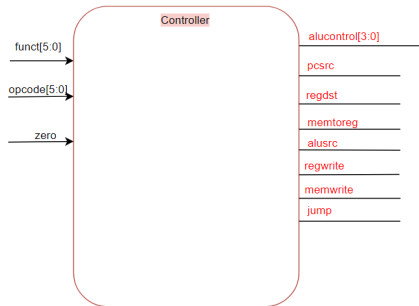 Controller
funct[5:0]
opcode[5:0]
zero
alucontrol[3:0]
pcsrc
regdst
memtoreg
alusrc
regwrite
memwrite
jump